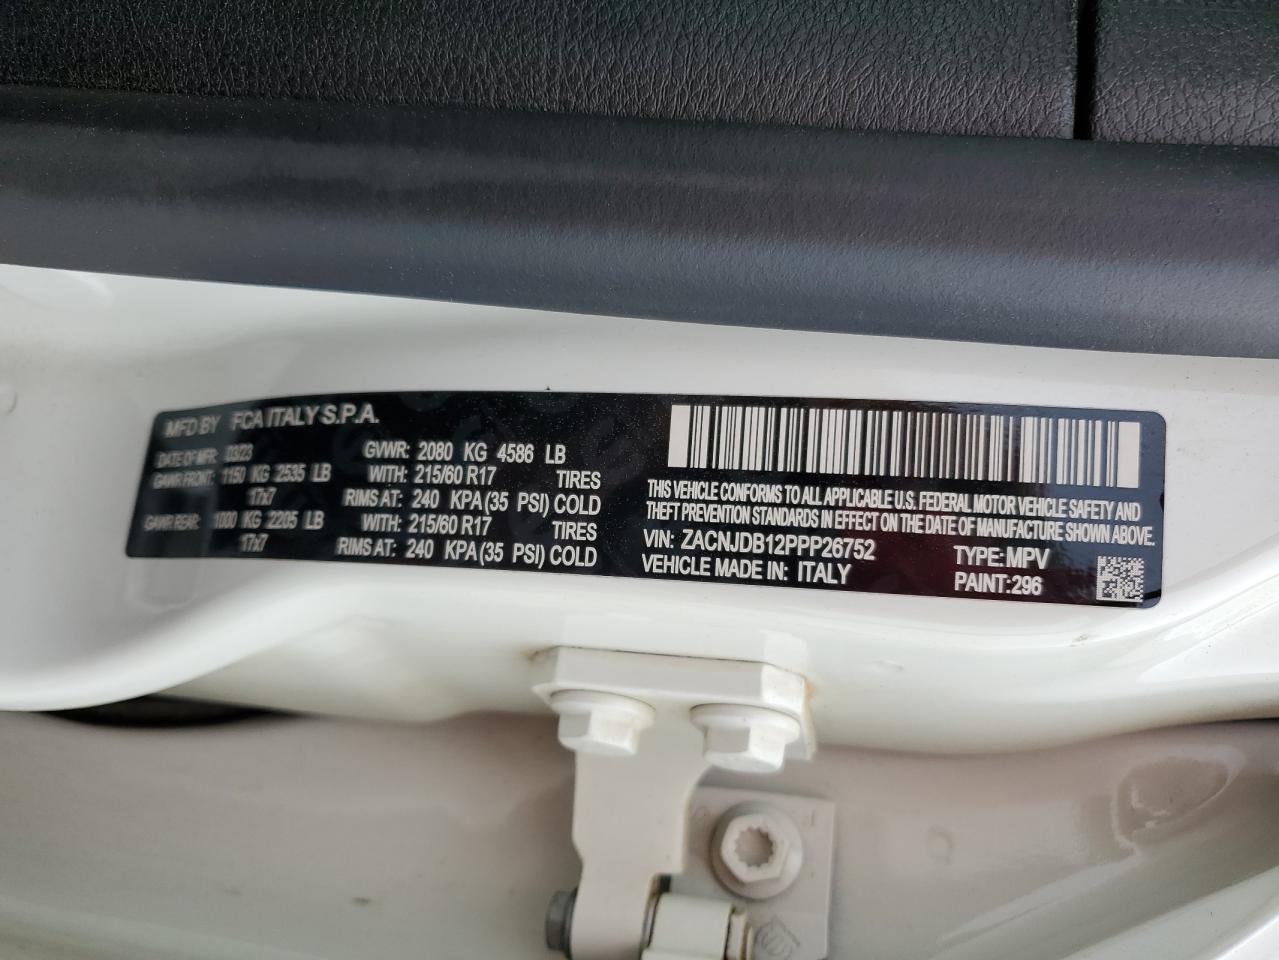 MFD BY FCA ITALY S.P.A.
DATE OF MFR 03/23 GVWR: 2080 KG 4586 LB
GAWR FRONT: 1150 KG 2535 LB WITH: 215/60 R17 TIRES
17x7 RIMS AT: 240 KPA(35 PSI) COLD
GAWR REAR: 1000 KG 2205 LB WITH: 215/60 R17 TIRES
17x7 RIMS AT: 240 KPA(35 PSI) COLD
THIS VEHICLE CONFORMS TO ALL APPLICABLE U.S. FEDERAL MOTOR VEHICLE SAFETY AND
THEFT PREVENTION STANDARDS IN EFFECT ON THE DATE OF MANUFACTURE SHOWN ABOVE.
VIN: ZACNJDB12PPP26752 TYPE: MPV
VEHICLE MADE IN: ITALY PAINT: 296